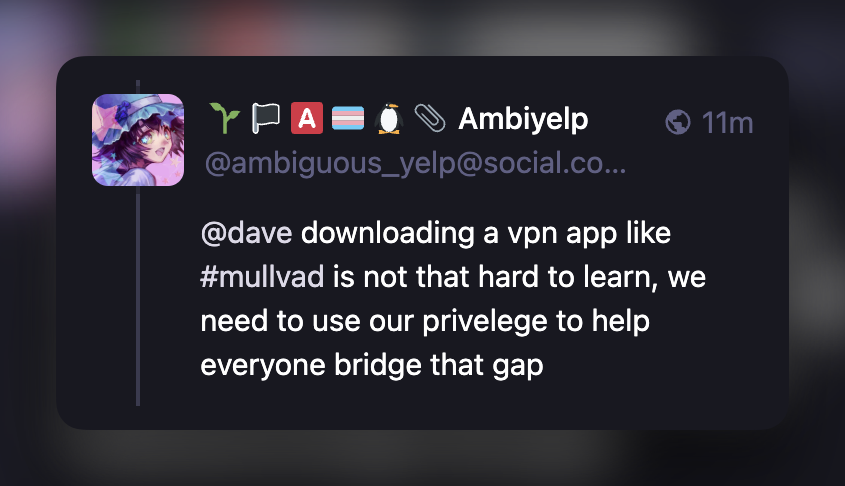 🌱🏳️🅰️🏳️‍⚧️🐧📎 Ambiyelp 11m
@ambiguous_yelp@social.co...
@dave downloading a vpn app like
#mullvad is not that hard to learn, we
need to use our privelege to help
everyone bridge that gap